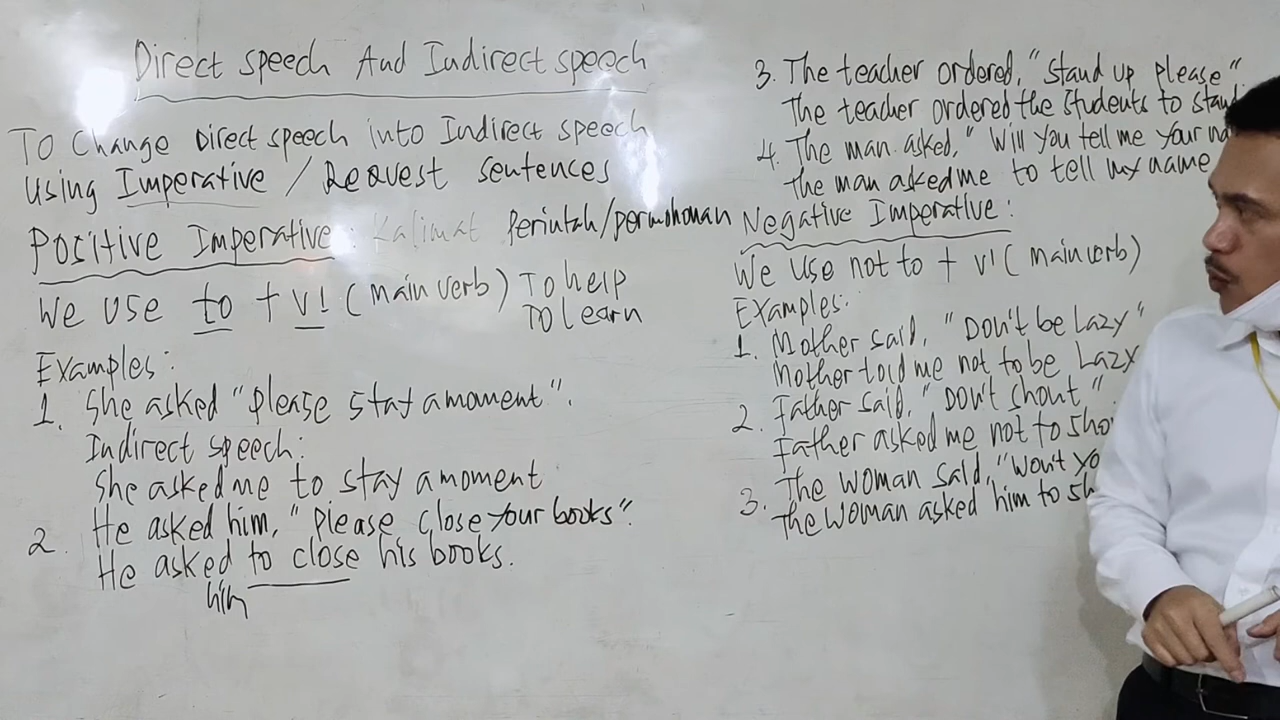 Direct speech And Indirect speech
To Change Direct speech into Indirect speech
Using Imperative / Request sentences
Positive Imperative : Kalimat Perintah/permohonan
We use to + V1 (main verb) To help
To learn
Examples:
1. She asked "please stay a moment".
Indirect speech:
She asked me to stay a moment
2. He asked him, "please close your books".
He asked to close his books.
him
3. The teacher ordered, "stand up please"
The teacher ordered the students to
4. The man asked, "Will you tell me your
The man asked me to tell my name
Negative Imperative:
We use not to + V1 (main verb)
Examples:
1. Mother said, "Don't be Lazy"
Mother told me not to be Lazy
2. Father said, "Don't shout"
Father asked me not to
3. The woman said, "Won't
The woman asked him to